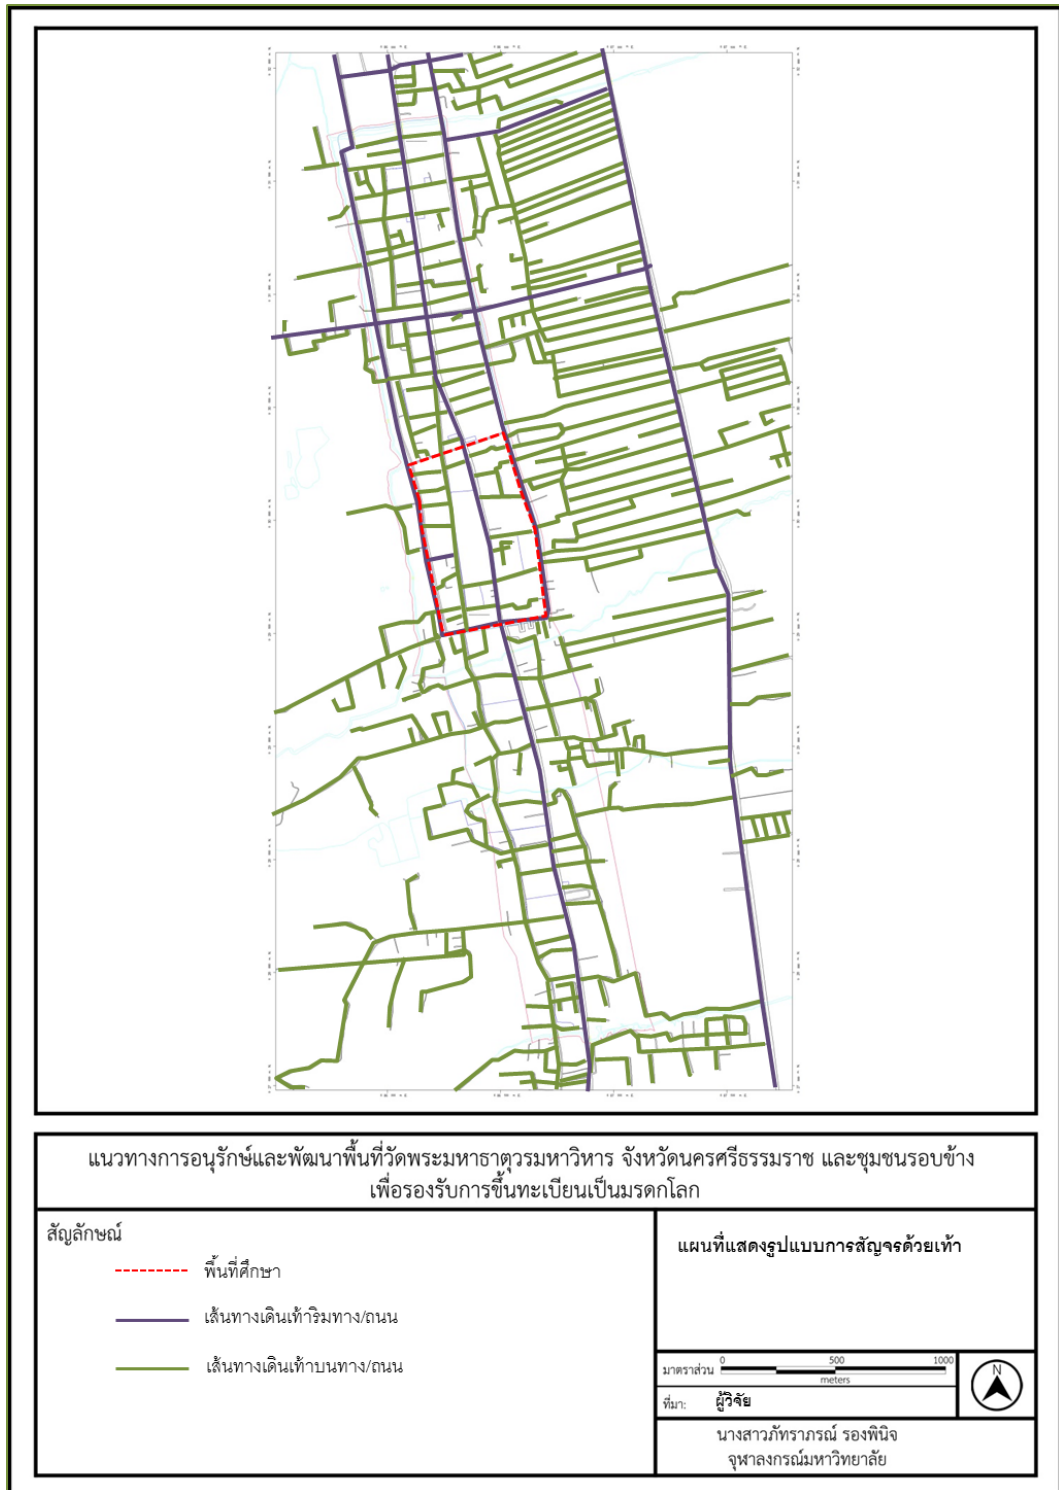 แนวทางการอนุรักษ์และพัฒนาพื้นที่วัดพระมหาธาตุวรมหาวิหาร จังหวัดนครศรีธรรมราช และชุมชนรอบข้าง
เพื่อรองรับการขึ้นทะเบียนเป็นมรดกโลก
สัญลักษณ์
พื้นที่ศึกษา
เส้นทางเดินเท้าริมทาง/ถนน
เส้นทางเดินเท้าบนทาง/ถนน
แผนที่แสดงรูปแบบการสัญจรด้วยเท้า
มาตราส่วน 0 500 1000
meters
N
ที่มา: ผู้วิจัย
นางสาวภัทราภรณ์ รองพินิจ
จุฬาลงกรณ์มหาวิทยาลัย